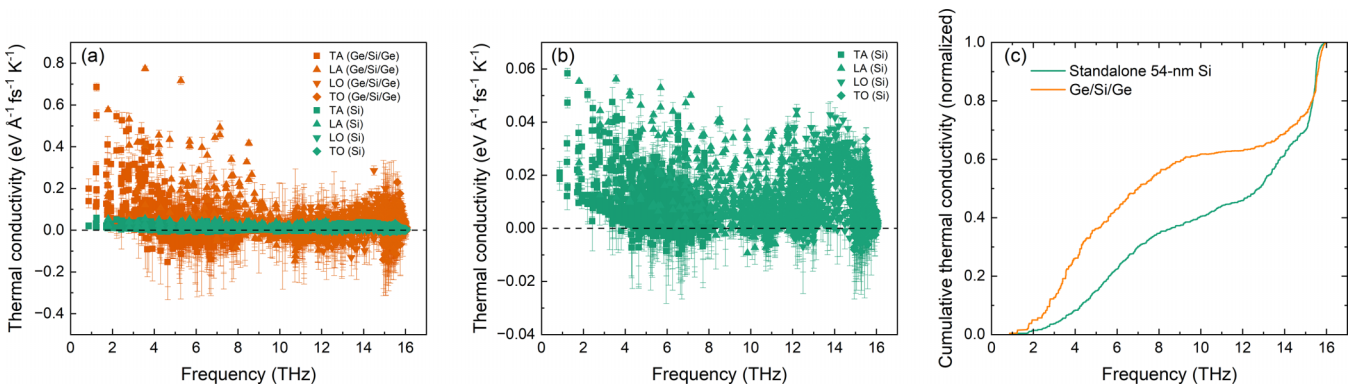 (a)
TA (Ge/Si/Ge)
LA (Ge/Si/Ge)
LO (Ge/Si/Ge)
TO (Ge/Si/Ge)
TA (Si)
LA (Si)
LO (Si)
TO (Si)
Thermal conductivity (eV Å⁻¹ fs⁻¹ K⁻¹)
0.8
0.6
0.4
0.2
0.0
−0.2
−0.4
0 2 4 6 8 10 12 14 16
Frequency (THz)
(b)
TA (Si)
LA (Si)
LO (Si)
TO (Si)
Thermal conductivity (eV Å⁻¹ fs⁻¹ K⁻¹)
0.06
0.04
0.02
0.00
−0.02
−0.04
0 2 4 6 8 10 12 14 16
Frequency (THz)
(c)
Standalone 54-nm Si
Ge/Si/Ge
Cumulative thermal conductivity (normalized)
1.0
0.8
0.6
0.4
0.2
0.0
0 2 4 6 8 10 12 14 16
Frequency (THz)